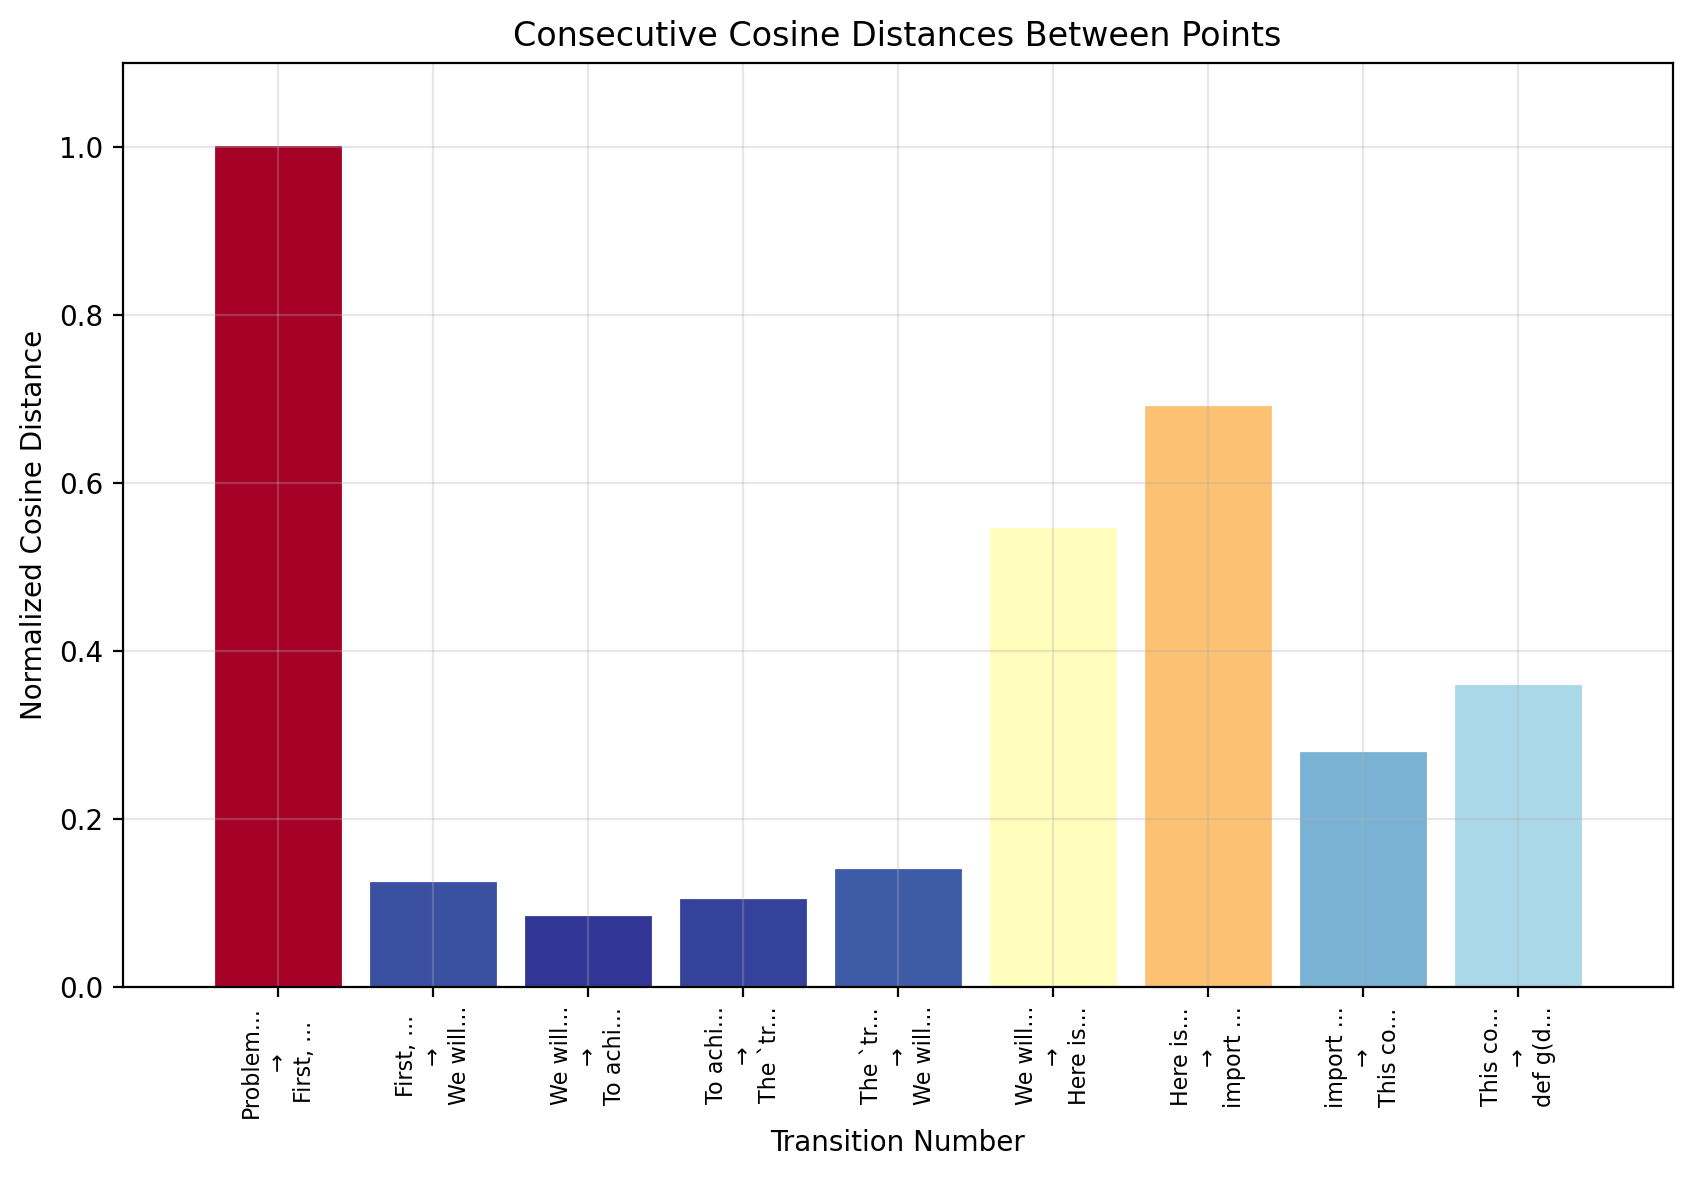 Consecutive Cosine Distances Between Points
Normalized Cosine Distance
1.0
0.8
0.6
0.4
0.2
0.0
Problem...
→
First, ...
First, ...
→
We will...
We will...
→
To achi...
To achi...
→
The `tr...
The `tr...
→
We will...
We will...
→
Here is...
Here is...
→
import ...
import ...
→
This co...
This co...
→
def g(d...
Transition Number